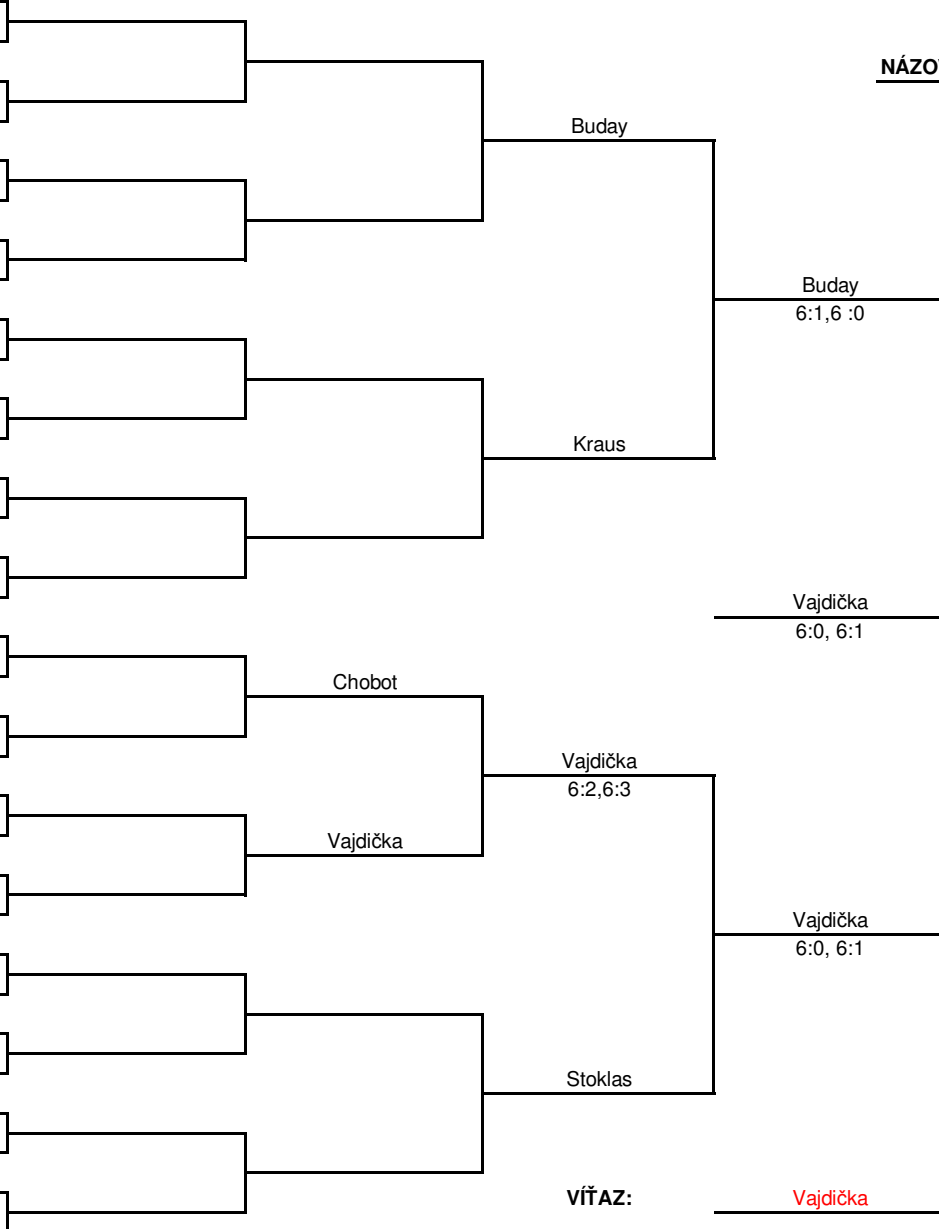 NÁZO
Buday
Buday
6:1,6 :0
Kraus
Vajdička
6:0, 6:1
Chobot
Vajdička
6:2,6:3
Vajdička
Vajdička
6:0, 6:1
Stoklas
VÍŤAZ: Vajdička